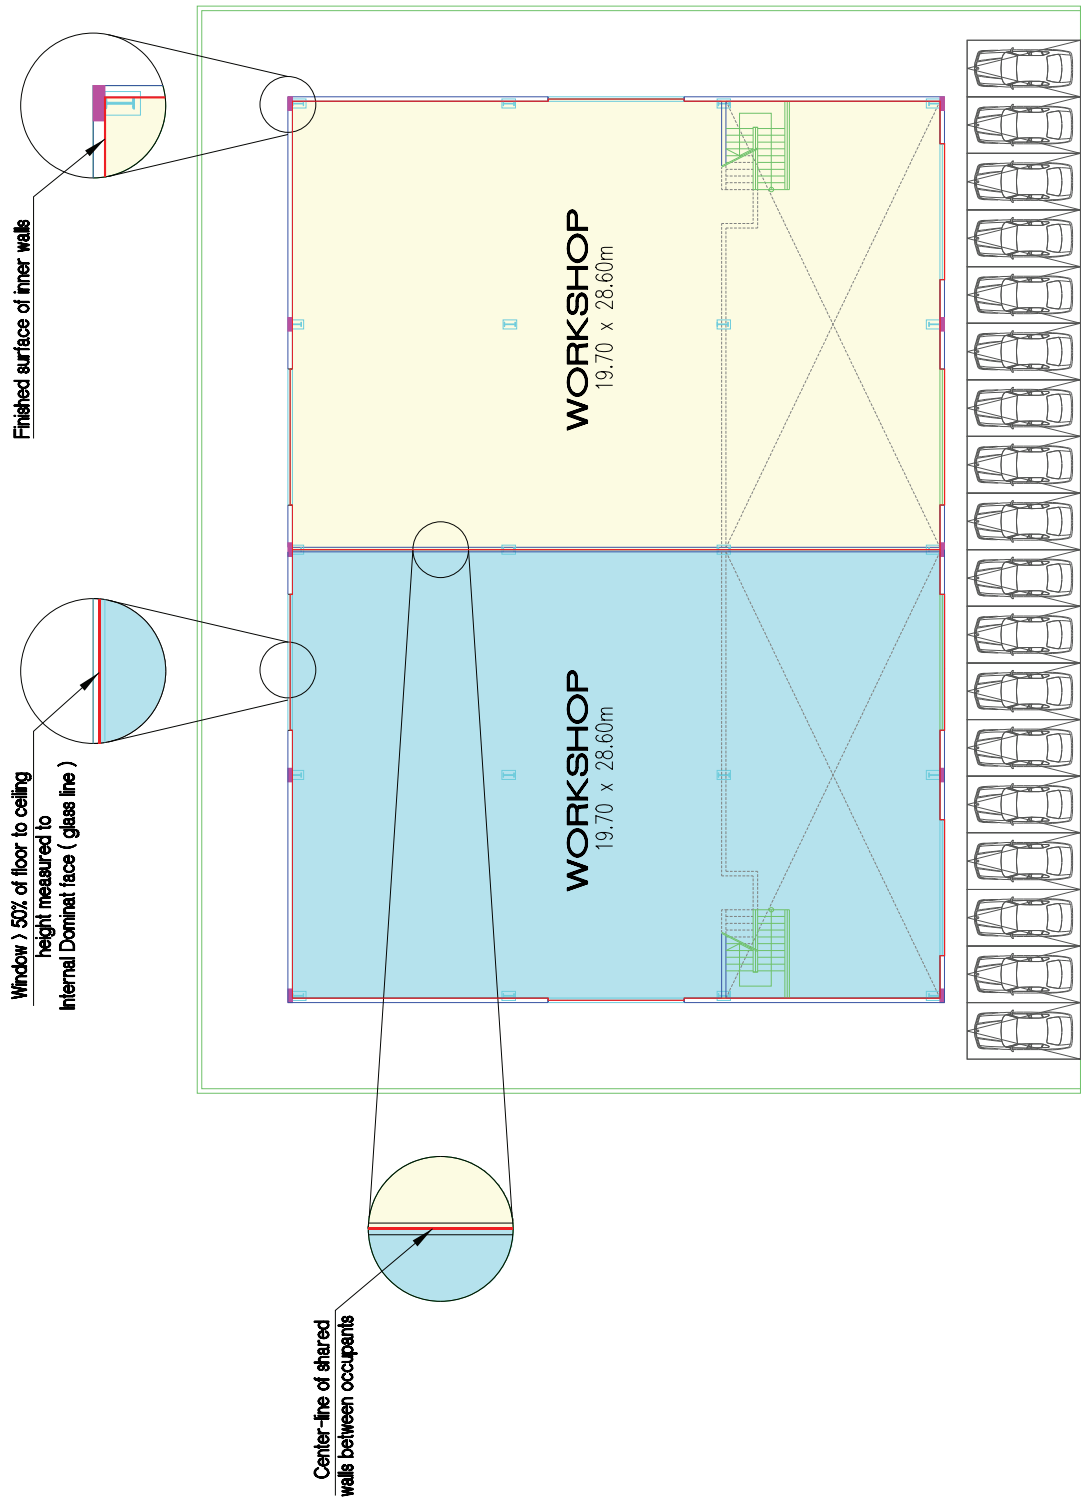 Finished surface of inner walls
Window > 50% of floor to ceiling
height measured to
Internal Dominat face ( glass line )
WORKSHOP
19.70 x 28.60m
WORKSHOP
19.70 x 28.60m
Center-line of shared
walls between occupants